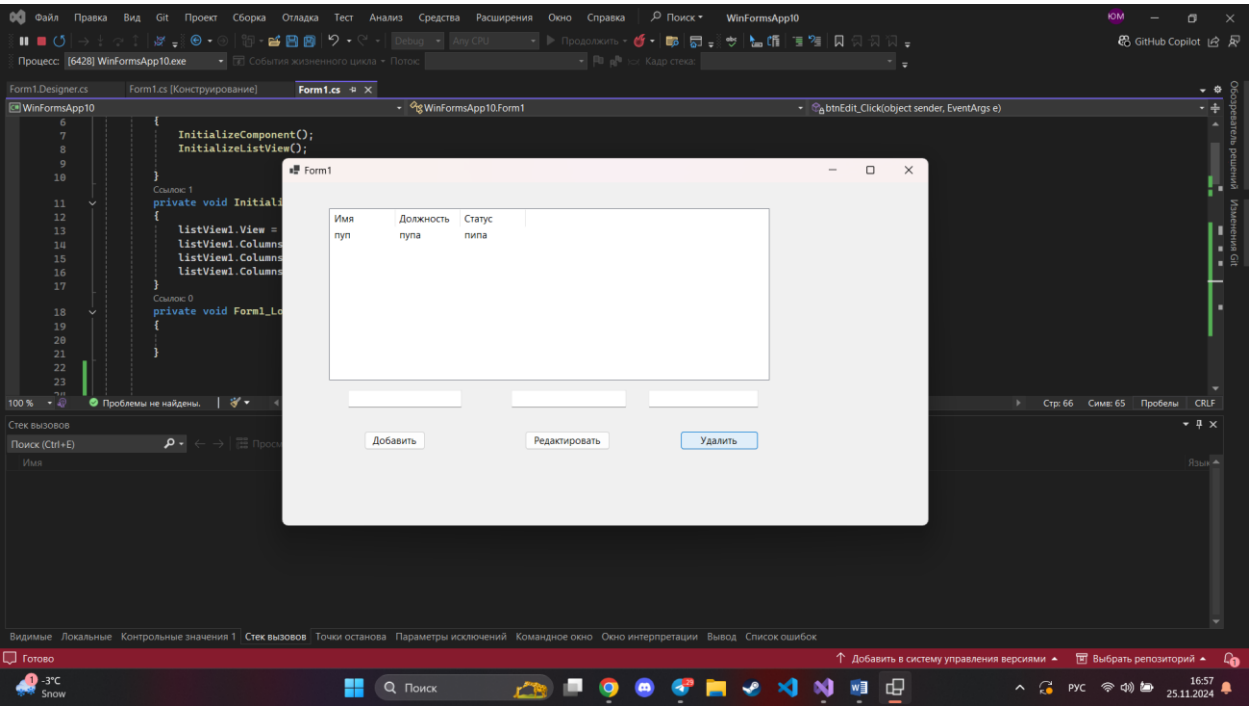 Файл Правка Вид Git Проект Сборка Отладка Тест Анализ Средства Расширения Окно Справка Поиск WinFormsApp10 ЮМ
Debug Any CPU Продолжить GitHub Copilot
Процесс: [6428] WinFormsApp10.exe События жизненного цикла Поток: Кадр стека:
Form1.Designer.cs Form1.cs [Конструирование] Form1.cs
WinFormsApp10 WinFormsApp10.Form1 btnEdit_Click(object sender, EventArgs e)
6 {
7 InitializeComponent();
8 InitializeListView();
9
10 }
Ссылок: 1
11 private void Initiali
12 {
13 listView1.View =
14 listView1.Columns
15 listView1.Columns
16 listView1.Columns
17 }
Ссылок: 0
18 private void Form1_Lo
19 {
20
21 }
22
23
Form1
Имя Должность Статус
пуп пупа пипа
Добавить Редактировать Удалить
Обозреватель решений
Изменения Git
100 % Проблемы не найдены. Стр: 66 Симв: 65 Пробелы CRLF
Стек вызовов
Поиск (Ctrl+E) Просм
Имя Язык
Видимые Локальные Контрольные значения 1 Стек вызовов Точки останова Параметры исключений Командное окно Окно интерпретации Вывод Список ошибок
Готово Добавить в систему управления версиями Выбрать репозиторий
1 -3°C
Snow
Поиск
РУС
16:57
25.11.2024